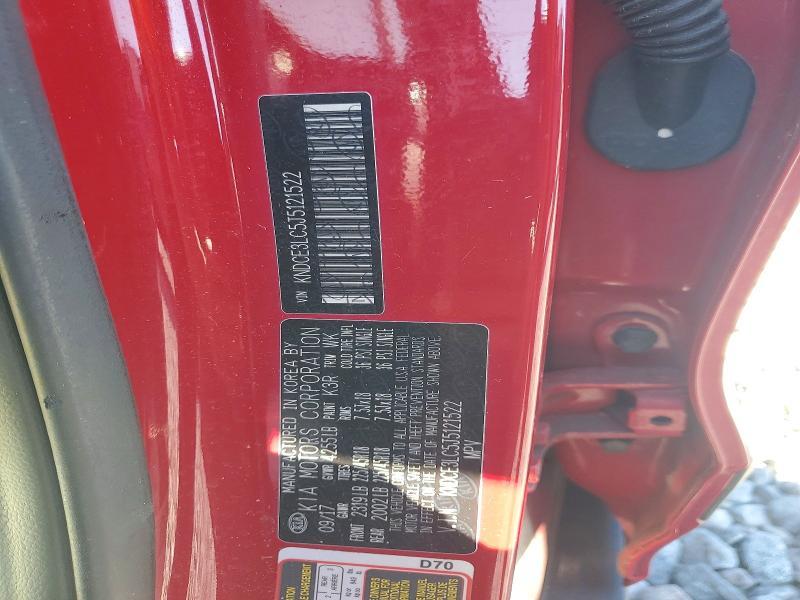 VIN KNDCE3LC5J5121522
MANUFACTURED IN KOREA BY
KIA MOTORS CORPORATION
09/17 GVWR 4255LB PAINT K3R TRIM WK
GAWR TIRES RIMS COLD TIRE INFL
FRONT 2319LB 225/45R18 7.5JX18 36 PSI SINGLE
REAR 2002LB 225/45R18 7.5JX18 36 PSI SINGLE
THIS VEHICLE CONFORMS TO ALL APPLICABLE USA FEDERAL
MOTOR VEHICLE SAFETY AND THEFT PREVENTION STANDARDS
IN EFFECT ON THE DATE OF MANUFACTURE SHOWN ABOVE.
KNDCE3LC5J5121522
MPV
KIA
D70